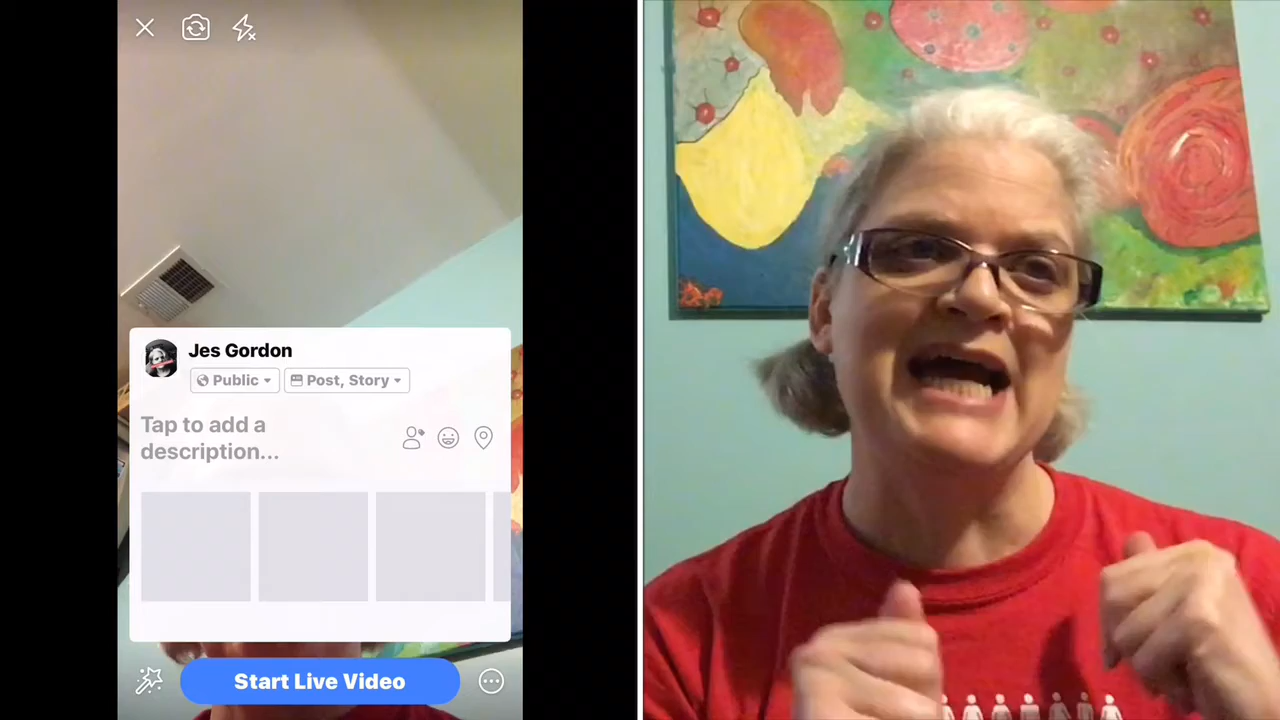 Jes Gordon
Public
Post, Story
Tap to add a
description...
Start Live Video